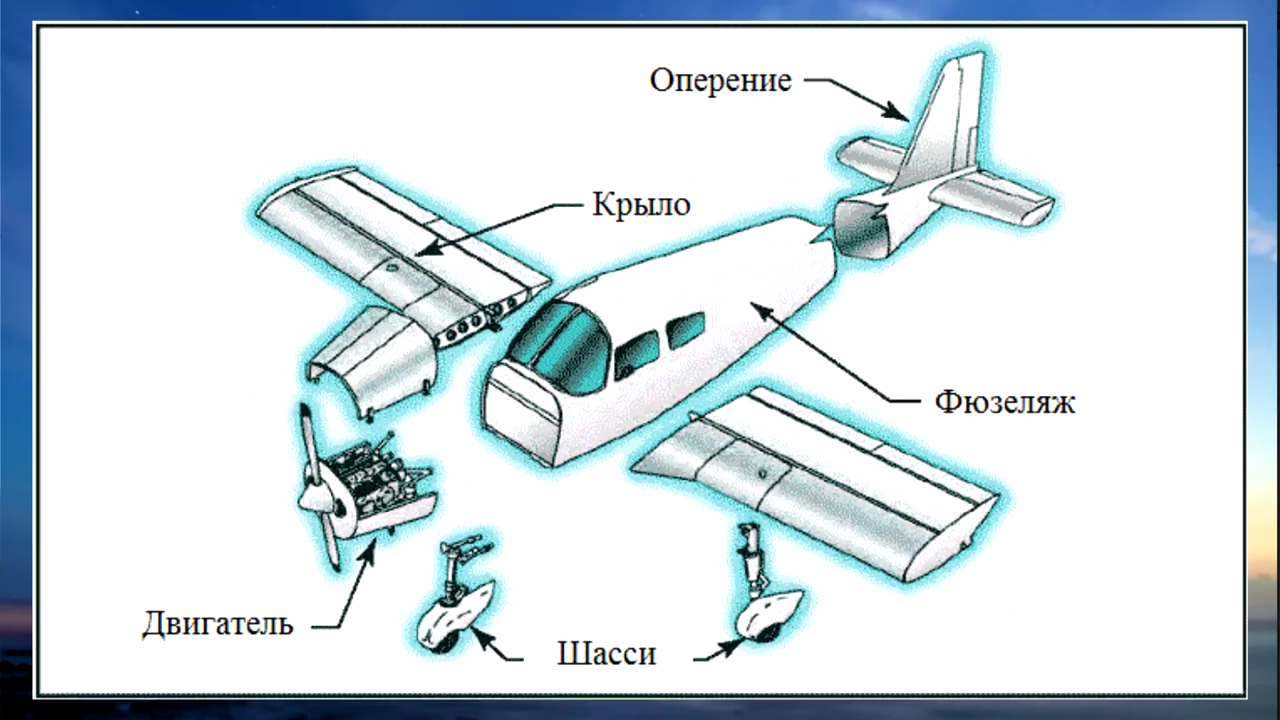 Оперение
Крыло
Фюзеляж
Двигатель
Шасси